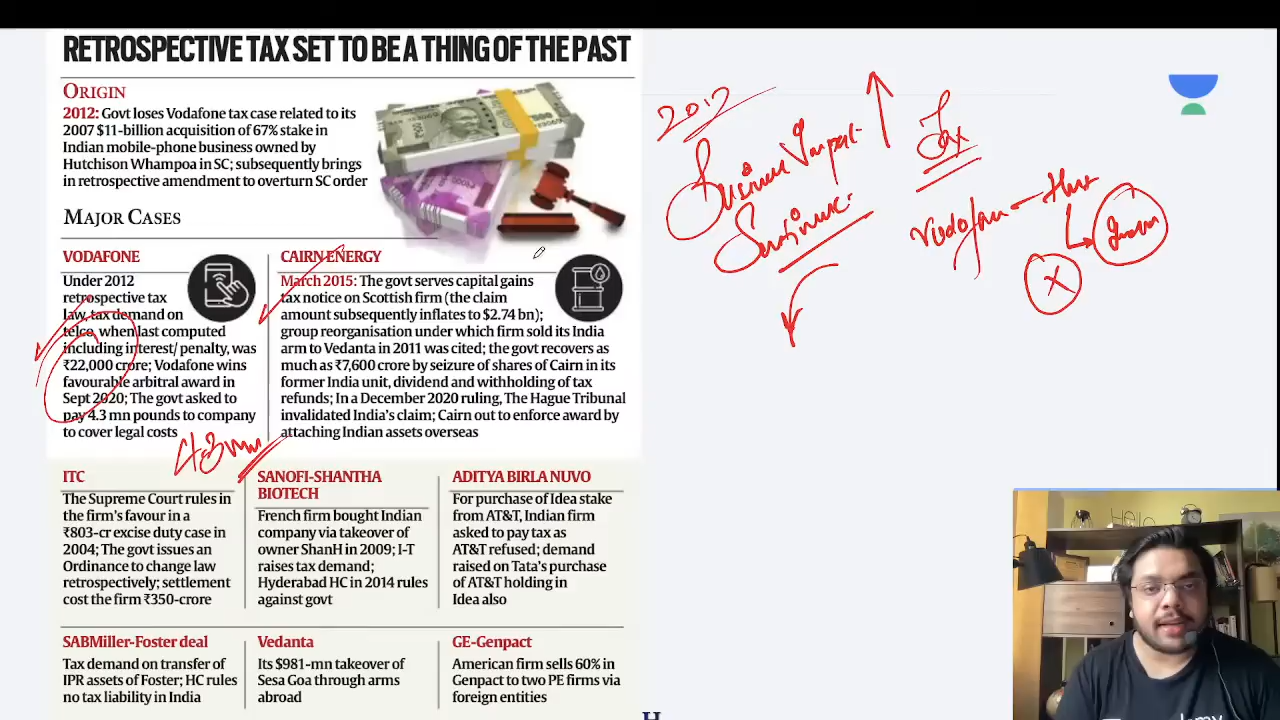 RETROSPECTIVE TAX SET TO BE A THING OF THE PAST
ORIGIN
2012: Govt loses Vodafone tax case related to its
2007 $11-billion acquisition of 67% stake in
Indian mobile-phone business owned by
Hutchison Whampoa in SC; subsequently brings
in retrospective amendment to overturn SC order
MAJOR CASES
VODAFONE
Under 2012
retrospective tax
law, tax demand on
telco, when last computed
including interest/ penalty, was
₹22,000 crore; Vodafone wins
favourable arbitral award in
Sept 2020; The govt asked to
pay 4.3 mn pounds to company
to cover legal costs
CAIRN ENERGY
March 2015: The govt serves capital gains
tax notice on Scottish firm (the claim
amount subsequently inflates to $2.74 bn);
group reorganisation under which firm sold its India
arm to Vedanta in 2011 was cited; the govt recovers as
much as ₹7,600 crore by seizure of shares of Cairn in its
former India unit, dividend and withholding of tax
refunds; In a December 2020 ruling, The Hague Tribunal
invalidated India's claim; Cairn out to enforce award by
attaching Indian assets overseas
ITC
The Supreme Court rules in
the firm's favour in a
₹803-cr excise duty case in
2004; The govt issues an
Ordinance to change law
retrospectively; settlement
cost the firm ₹350-crore
SANOFI-SHANTHA
BIOTECH
French firm bought Indian
company via takeover of
owner ShanH in 2009; I-T
raises tax demand;
Hyderabad HC in 2014 rules
against govt
ADITYA BIRLA NUVO
For purchase of Idea stake
from AT&T, Indian firm
asked to pay tax as
AT&T refused; demand
raised on Tata's purchase
of AT&T holding in
Idea also
SABMiller-Foster deal
Tax demand on transfer of
IPR assets of Foster; HC rules
no tax liability in India
Vedanta
Its $981-mn takeover of
Sesa Goa through arms
abroad
GE-Genpact
American firm sells 60% in
Genpact to two PE firms via
foreign entities
2012
Business
Tax
Vodafone
X
H